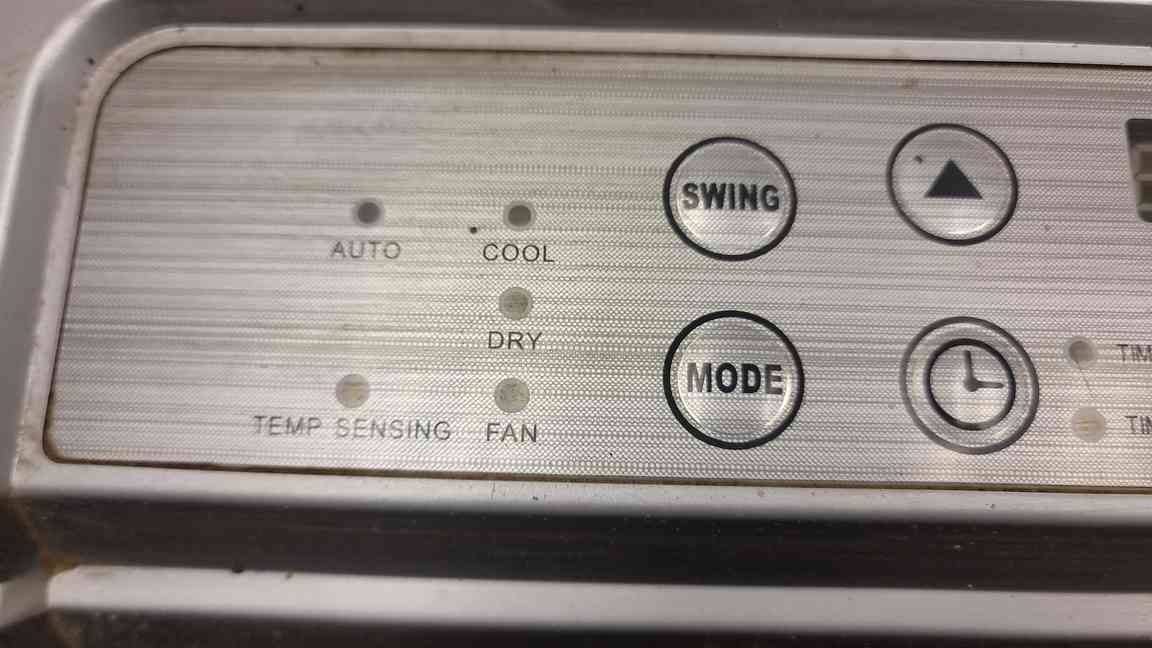 SWING
AUTO
COOL
DRY
MODE
TEMP SENSING
FAN